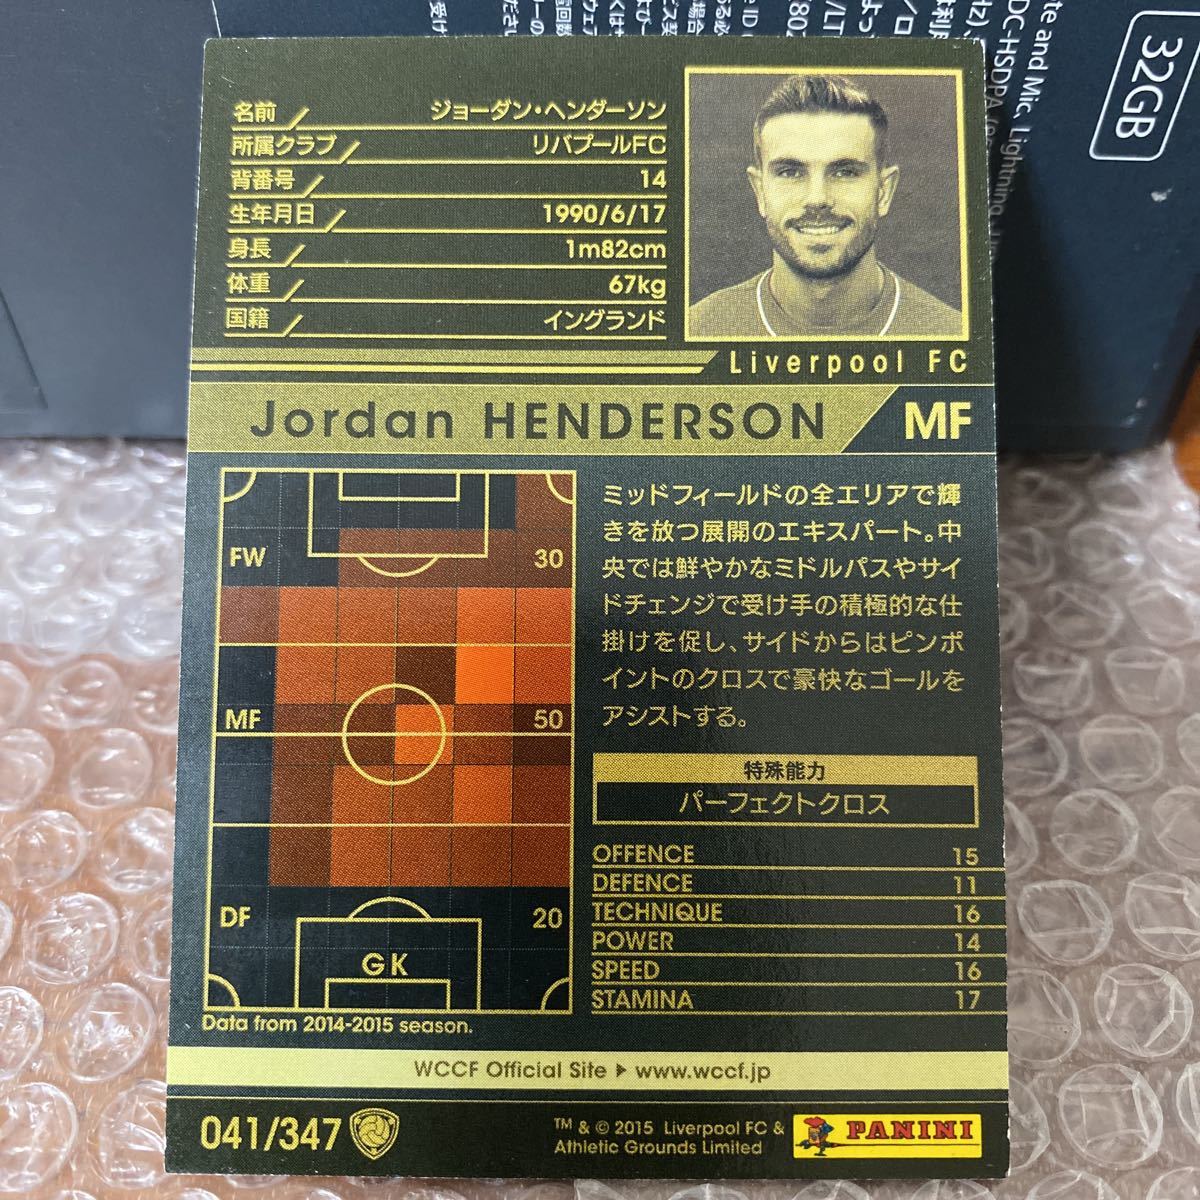 32GB
名前 ジョーダン・ヘンダーソン
所属クラブ リバプールFC
背番号 14
生年月日 1990/6/17
身長 1m82cm
体重 67kg
国籍 イングランド
Liverpool FC
Jordan HENDERSON MF
FW 30
MF 50
DF 20
GK
Data from 2014-2015 season.
ミッドフィールドの全エリアで輝
きを放つ展開のエキスパート。中
央では鮮やかなミドルパスやサイ
ドチェンジで受け手の積極的な仕
掛けを促し、サイドからはピンポ
イントのクロスで豪快なゴールを
アシストする。
特殊能力
パーフェクトクロス
OFFENCE 15
DEFENCE 11
TECHNIQUE 16
POWER 14
SPEED 16
STAMINA 17
WCCF Official Site ▶ www.wccf.jp
041/347
TM & © 2015 Liverpool FC &
Athletic Grounds Limited
PANINI